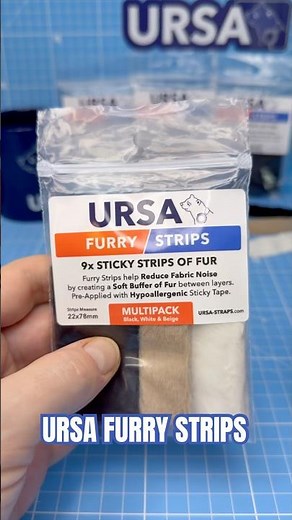 URSA
URSA
FURRY STRIPS
9x STICKY STRIPS OF FUR
Furry Strips help Reduce Fabric Noise
by creating a Soft Buffer of Fur between layers.
Pre-Applied with Hypoallergenic Sticky Tape.
Strips Measure
22x78mm
MULTIPACK
Black, White & Beige
URSA-STRAPS.com
URSA FURRY STRIPS